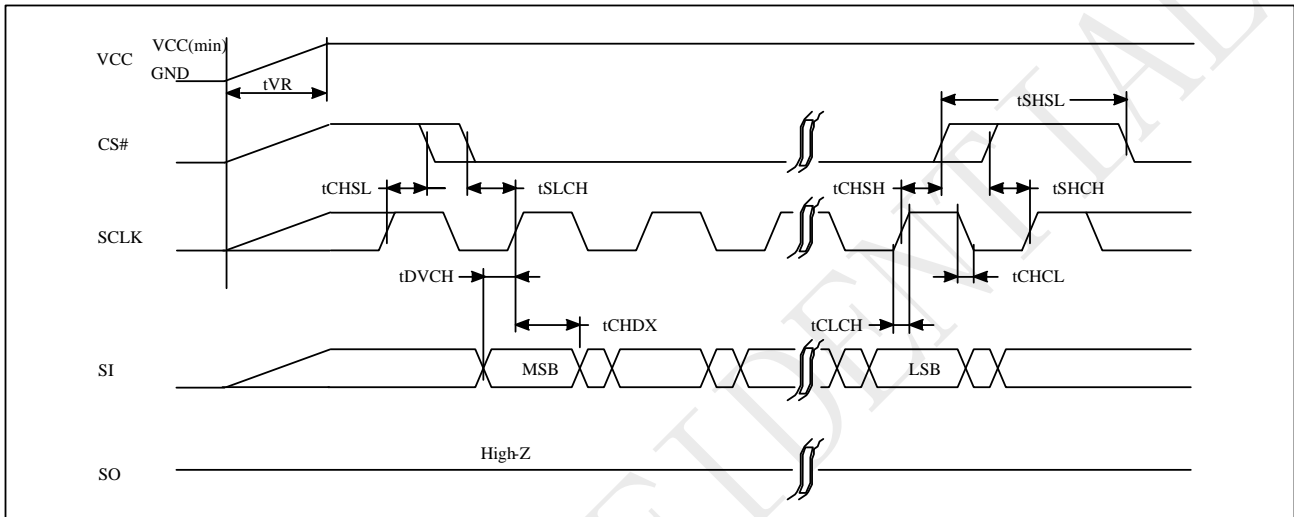 VCC
VCC(min)
GND
tVR
tSHSL
CS#
tCHSL
tSLCH
tCHSH
tSHCH
SCLK
tDVCH
tCHCL
tCHDX
tCLCH
SI
MSB
LSB
High-Z
SO
IDENTIAL